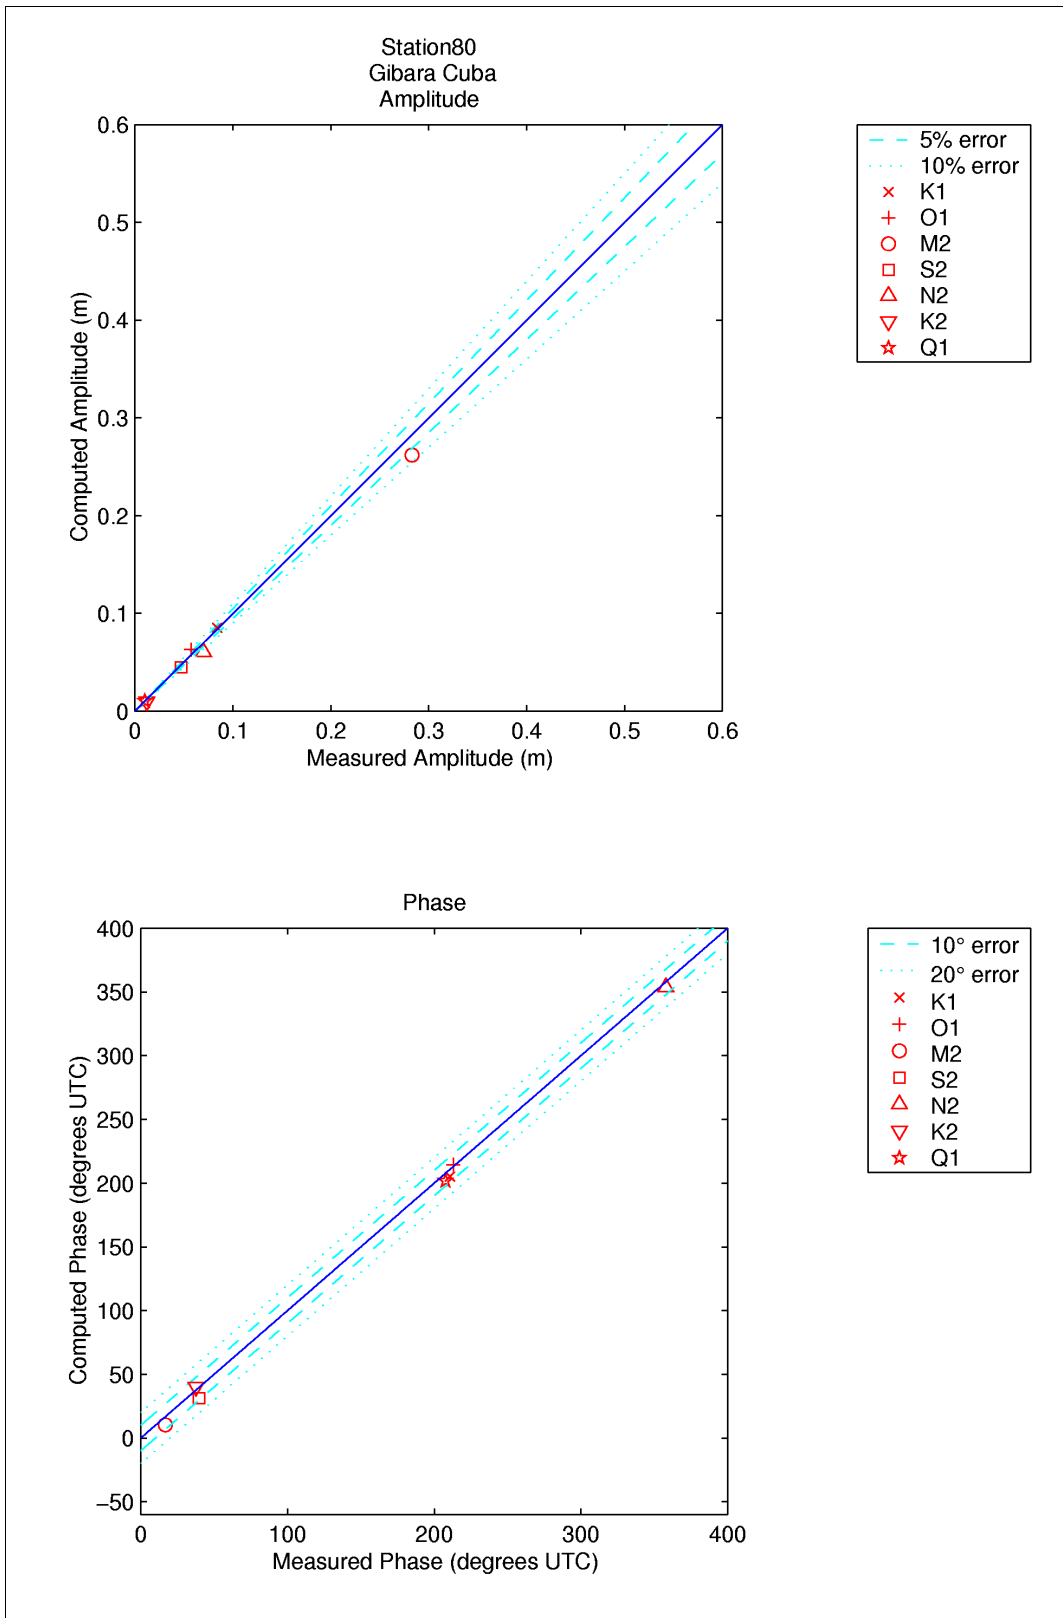 Station80
Gibara Cuba
Amplitude
0.6
0.5
0.4
0.3
0.2
0.1
0
Computed Amplitude (m)
0 0.1 0.2 0.3 0.4 0.5 0.6
Measured Amplitude (m)
5% error
10% error
K1
O1
M2
S2
N2
K2
Q1
Phase
400
350
300
250
200
150
100
50
0
−50
Computed Phase (degrees UTC)
0 100 200 300 400
Measured Phase (degrees UTC)
10° error
20° error
K1
O1
M2
S2
N2
K2
Q1